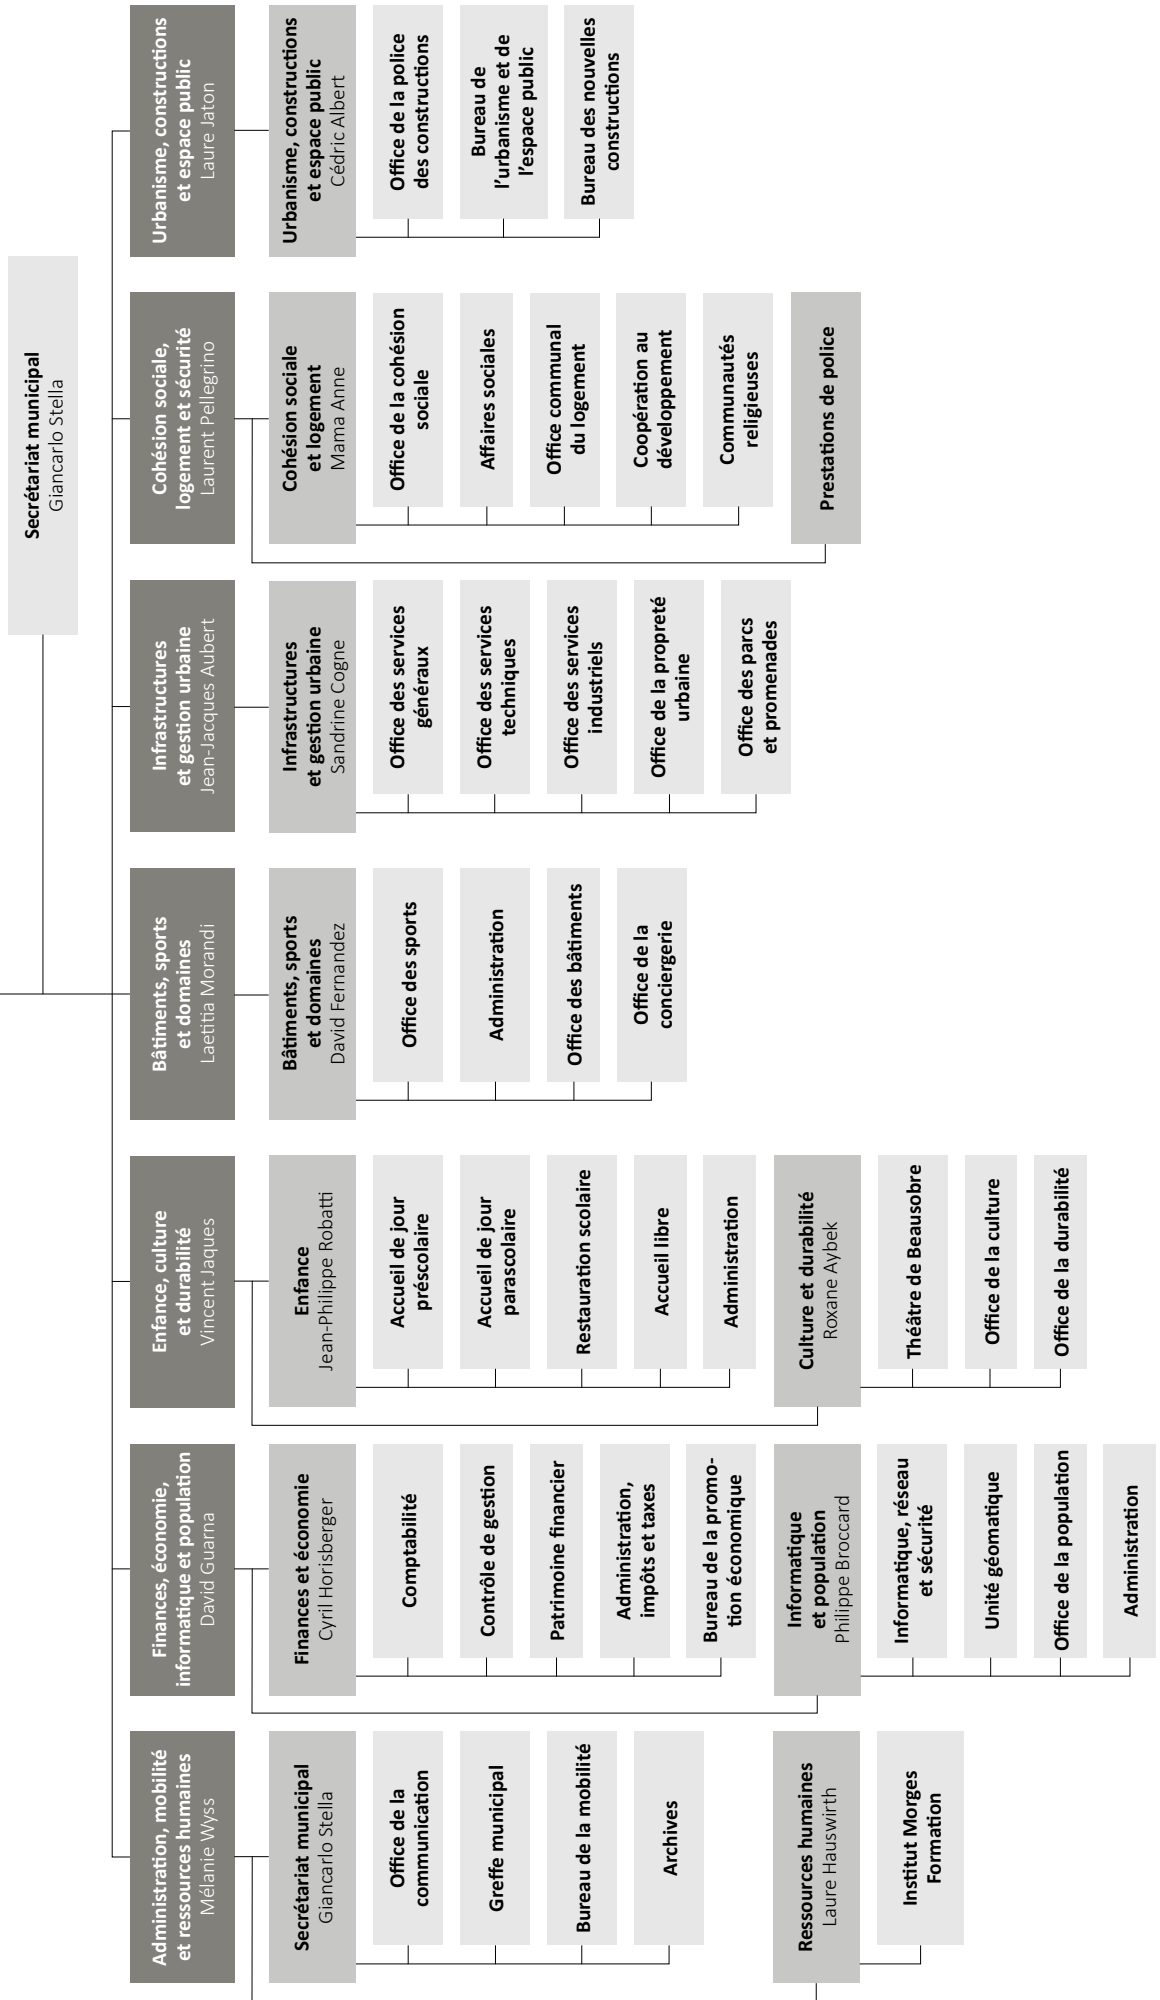 Secrétariat municipal
Giancarlo Stella
Administration, mobilité
et ressources humaines
Mélanie Wyss
Secrétariat municipal
Giancarlo Stella
Office de la
communication
Greffe municipal
Bureau de la mobilité
Archives
Ressources humaines
Laure Hauswirth
Institut Morges
Formation
Finances, économie,
informatique et population
David Guarna
Finances et économie
Cyril Horisberger
Comptabilité
Contrôle de gestion
Patrimoine financier
Administration,
impôts et taxes
Bureau de la promo-
tion économique
Informatique
et population
Philippe Broccard
Informatique, réseau
et sécurité
Unité géomatique
Office de la population
Administration
Enfance, culture
et durabilité
Vincent Jaques
Enfance
Jean-Philippe Robatti
Accueil de jour
préscolaire
Accueil de jour
parascolaire
Restauration scolaire
Accueil libre
Administration
Culture et durabilité
Roxane Aybek
Théâtre de Beausobre
Office de la culture
Office de la durabilité
Bâtiments, sports
et domaines
Laetitia Morandi
Bâtiments, sports
et domaines
David Fernandez
Office des sports
Administration
Office des bâtiments
Office de la
conciergerie
Infrastructures
et gestion urbaine
Jean-Jacques Aubert
Infrastructures
et gestion urbaine
Sandrine Cogne
Office des services
généraux
Office des services
techniques
Office des services
industriels
Office de la propreté
urbaine
Office des parcs
et promenades
Cohésion sociale,
logement et sécurité
Laurent Pellegrino
Cohésion sociale
et logement
Mama Anne
Office de la cohésion
sociale
Affaires sociales
Office communal
du logement
Coopération au
développement
Communautés
religieuses
Prestations de police
Urbanisme, constructions
et espace public
Laure Jaton
Urbanisme, constructions
et espace public
Cédric Albert
Office de la police
des constructions
Bureau de
l'urbanisme et de
l'espace public
Bureau des nouvelles
constructions